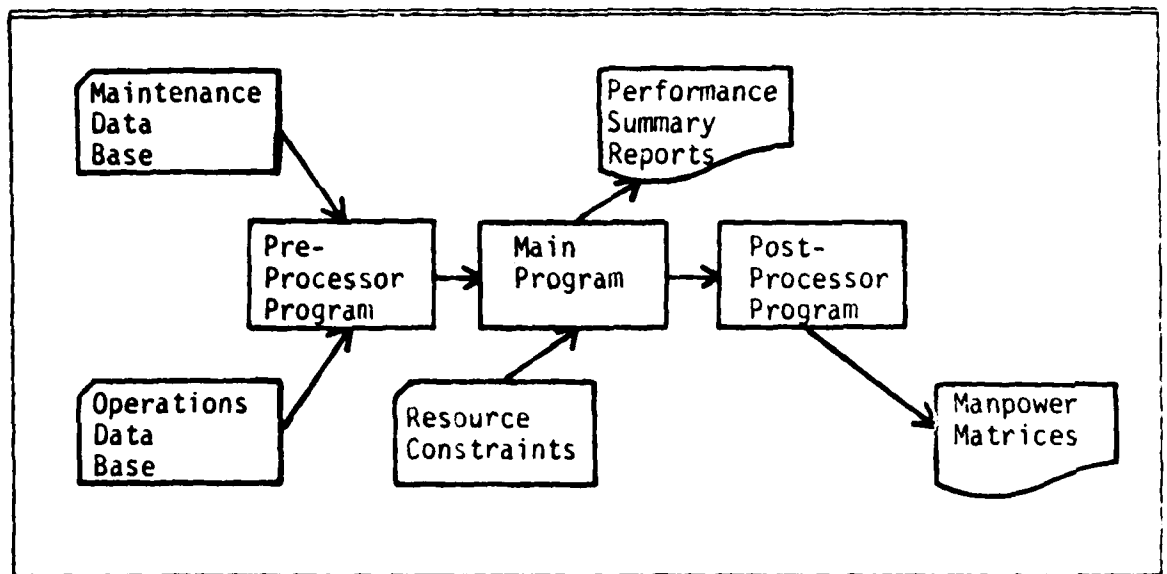 Maintenance
Data
Base
Performance
Summary
Reports
Pre-
Processor
Program
Main
Program
Post-
Processor
Program
Operations
Data
Base
Resource
Constraints
Manpower
Matrices